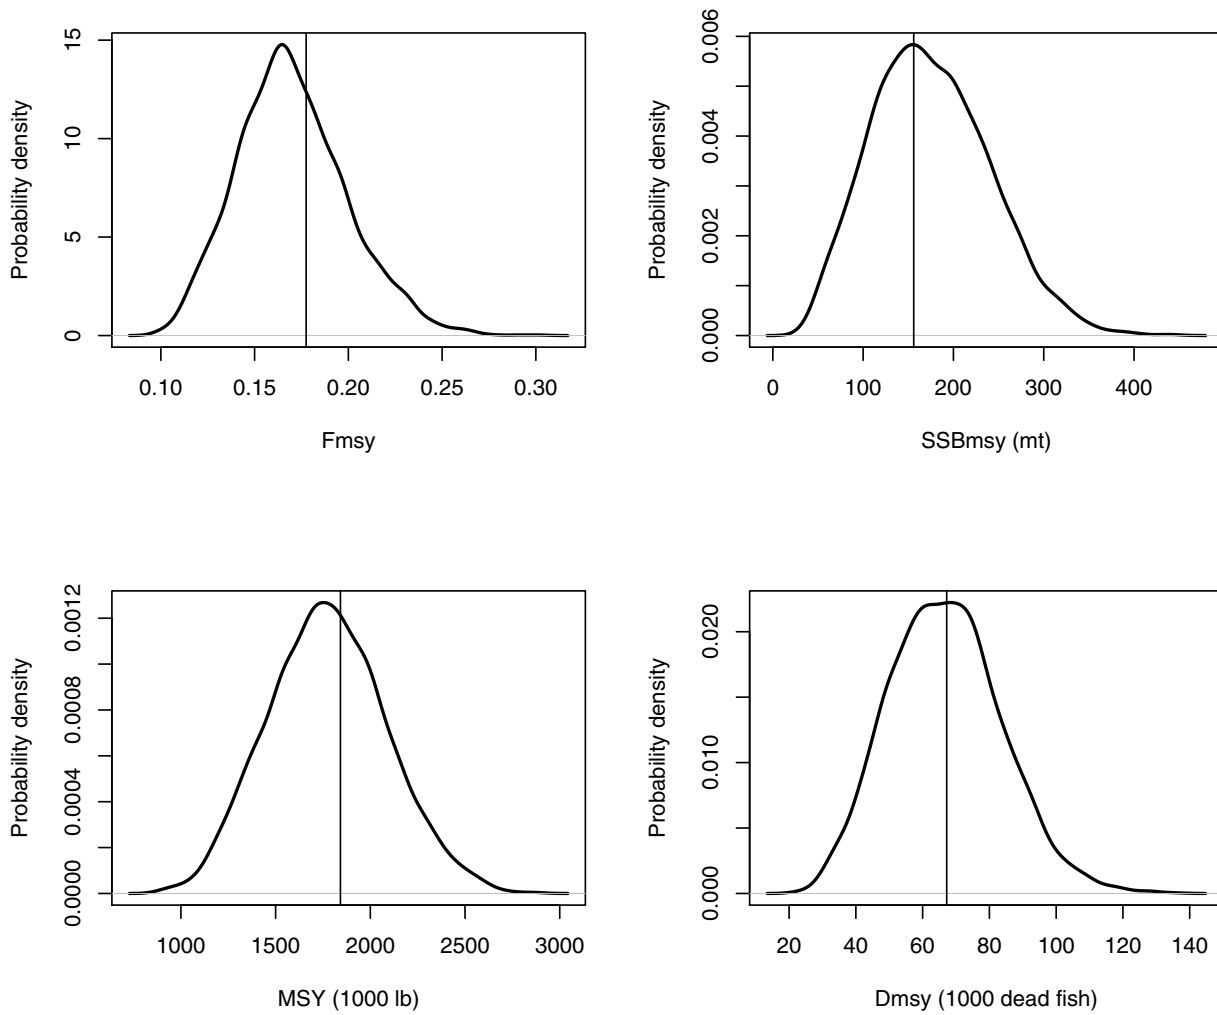 Probability density
15
10
5
0
0.10 0.15 0.20 0.25 0.30
Fmsy
Probability density
0.006
0.004
0.002
0.000
0 100 200 300 400
SSBmsy (mt)
Probability density
0.0012
0.0008
0.0004
0.0000
1000 1500 2000 2500 3000
MSY (1000 lb)
Probability density
0.020
0.010
0.000
20 40 60 80 100 120 140
Dmsy (1000 dead fish)